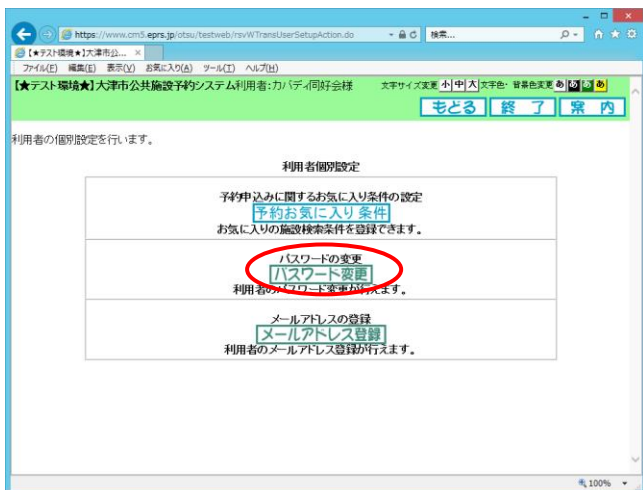 https://www.cm5.eprs.jp/otsu/testweb/rsvWTransUserSetupAction.do
検索...
【★テスト環境★】大津市公... ×
ファイル(F) 編集(E) 表示(V) お気に入り(A) ツール(T) ヘルプ(H)
【★テスト環境★】大津市公共施設予約システム利用者：カバディ同好会様 文字サイズ変更 小 中 大 文字色・背景色変更 あ あ あ あ
もどる 終了 案内
利用者の個別設定を行います。
利用者個別設定
予約申込みに関するお気に入り条件の設定
予約お気に入り条件
お気に入りの施設検索条件を登録できます。
パスワードの変更
パスワード変更
利用者のパスワード変更が行えます。
メールアドレスの登録
メールアドレス登録
利用者のメールアドレス登録が行えます。
100%